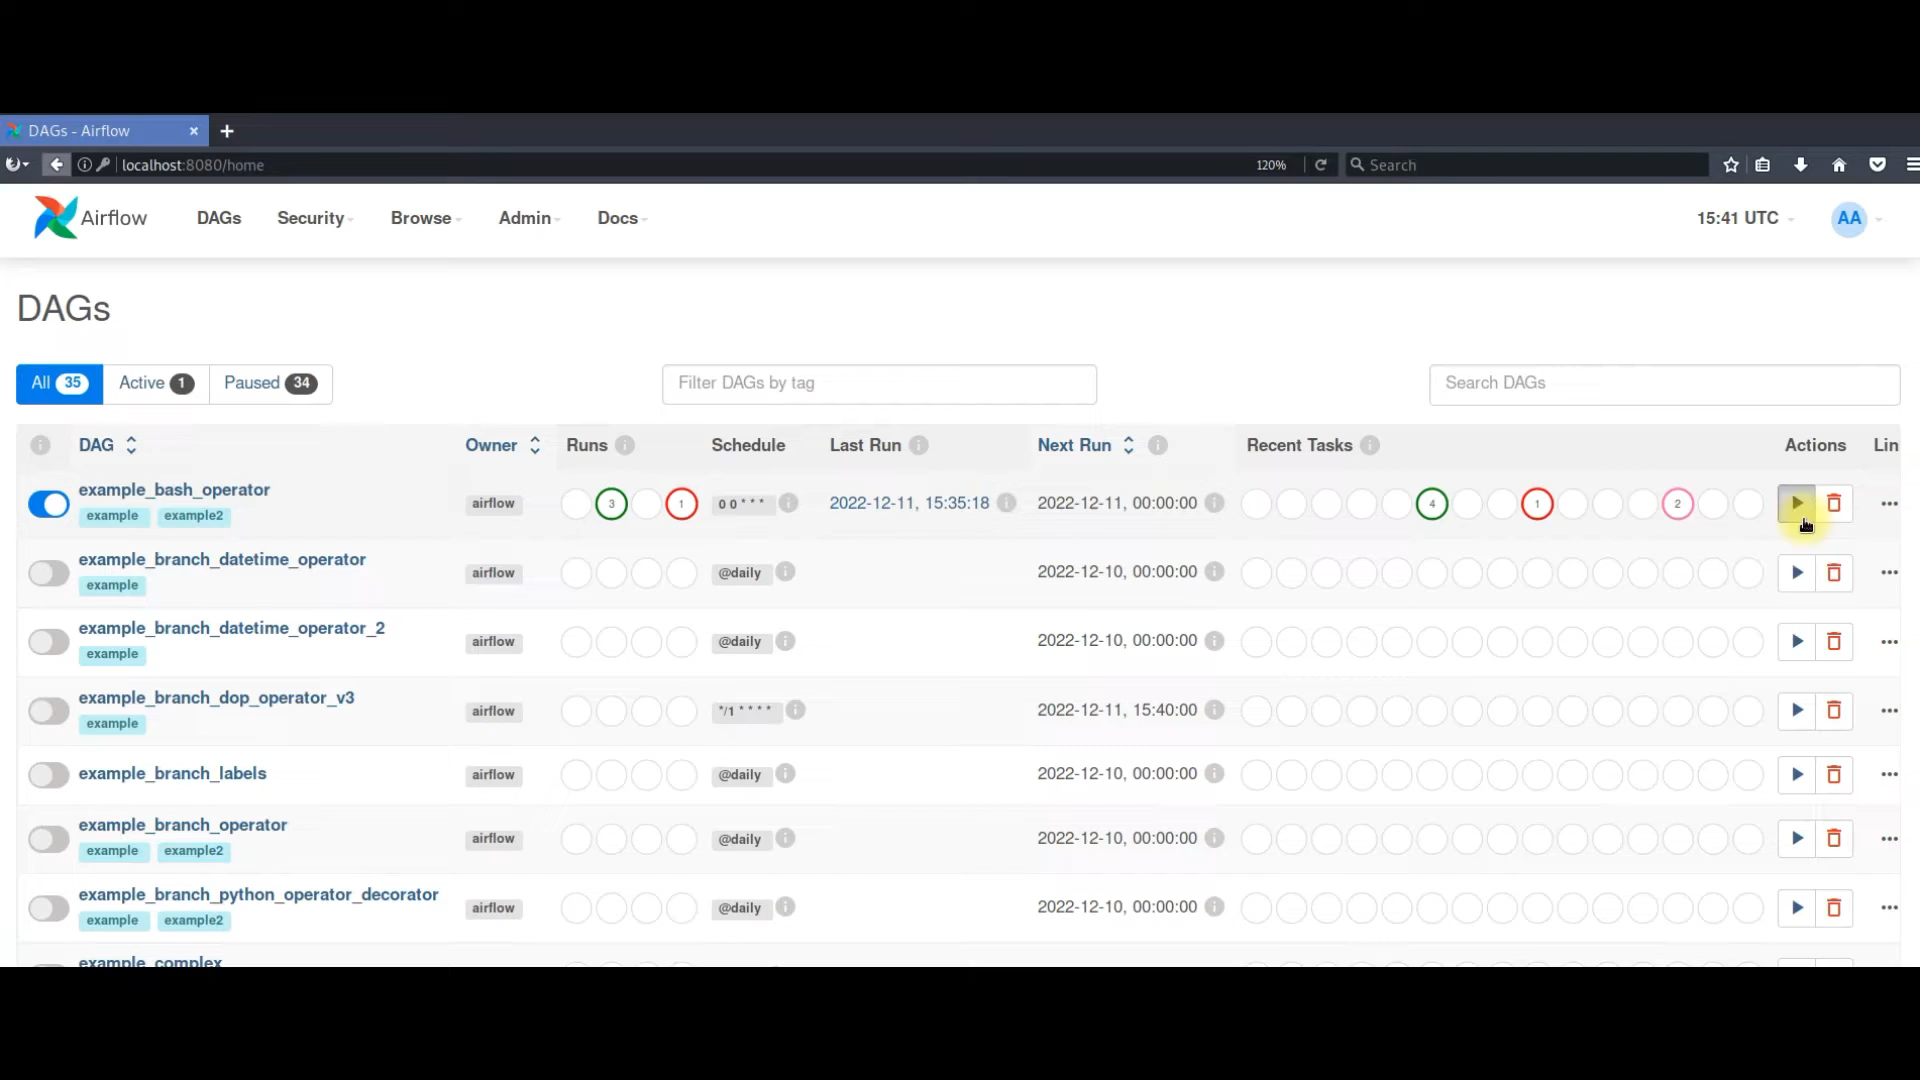 DAGs - Airflow × +
localhost:8080/home 120% Search
Airflow DAGs Security Browse Admin Docs 15:41 UTC AA
DAGs
All 35 Active 1 Paused 34 Filter DAGs by tag Search DAGs
DAG Owner Runs Schedule Last Run Next Run Recent Tasks Actions Lin
example_bash_operator
example example2
airflow 3 1 0 0 * * * 2022-12-11, 15:35:18 2022-12-11, 00:00:00 4 1 2
example_branch_datetime_operator
example
airflow @daily 2022-12-10, 00:00:00
example_branch_datetime_operator_2
example
airflow @daily 2022-12-10, 00:00:00
example_branch_dop_operator_v3
example
airflow */1 * * * * 2022-12-11, 15:40:00
example_branch_labels airflow @daily 2022-12-10, 00:00:00
example_branch_operator
example example2
airflow @daily 2022-12-10, 00:00:00
example_branch_python_operator_decorator
example example2
airflow @daily 2022-12-10, 00:00:00
example_complex